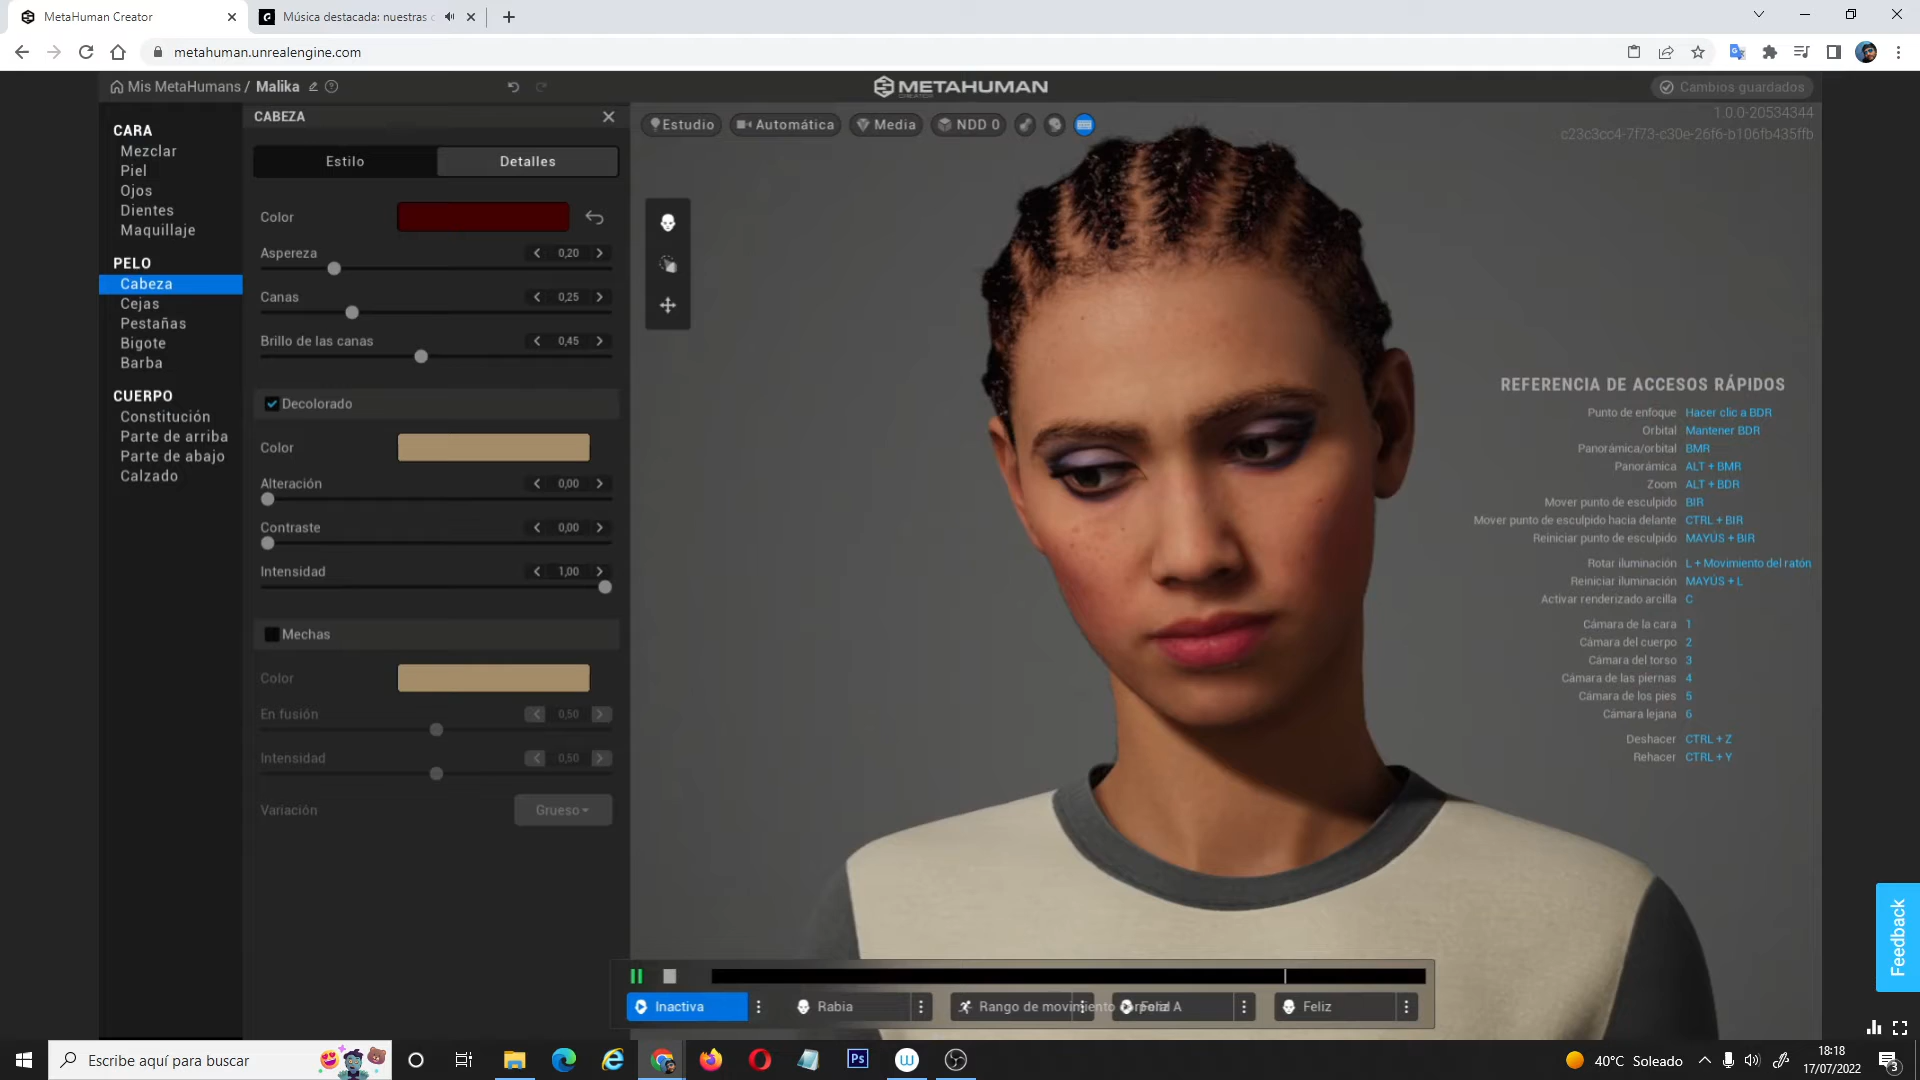 MetaHuman Creator
Música destacada: nuestras c
metahuman.unrealengine.com
Mis MetaHumans / Malika
METAHUMAN
CREATOR
Cambios guardados
1.0.0-20534344
c23c3cc4-7f73-c30e-26f6-b106fb435ffb
CARA
Mezclar
Piel
Ojos
Dientes
Maquillaje
PELO
Cabeza
Cejas
Pestañas
Bigote
Barba
CUERPO
Constitución
Parte de arriba
Parte de abajo
Calzado
CABEZA
Estilo
Detalles
Color
Aspereza 0,20
Canas 0,25
Brillo de las canas 0,45
Decolorado
Color
Alteración 0,00
Contraste 0,00
Intensidad 1,00
Mechas
Color
En fusión 0,50
Intensidad 0,50
Variación Grueso
Estudio
Automática
Media
NDD 0
REFERENCIA DE ACCESOS RÁPIDOS
Punto de enfoque Hacer clic a BDR
Orbital Mantener BDR
Panorámica/orbital BMR
Panorámica ALT + BMR
Zoom ALT + BDR
Mover punto de esculpido BIR
Mover punto de esculpido hacia delante CTRL + BIR
Reiniciar punto de esculpido MAYÚS + BIR
Rotar iluminación L + Movimiento del ratón
Reiniciar iluminación MAYÚS + L
Activar renderizado arcilla C
Cámara de la cara 1
Cámara del cuerpo 2
Cámara del torso 3
Cámara de las piernas 4
Cámara de los pies 5
Cámara lejana 6
Deshacer CTRL + Z
Rehacer CTRL + Y
Feedback
Inactiva
Rabia
Rango de movimiento corporal
Feliz A
Feliz
Escribe aquí para buscar
Ps
40°C Soleado
18:18
17/07/2022
3